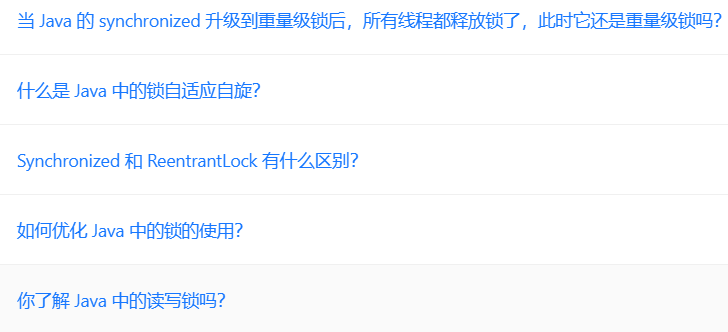 当 Java 的 synchronized 升级到重量级锁后，所有线程都释放锁了，此时它还是重量级锁吗?
什么是 Java 中的锁自适应自旋?
Synchronized 和 ReentrantLock 有什么区别?
如何优化 Java 中的锁的使用?
你了解 Java 中的读写锁吗?